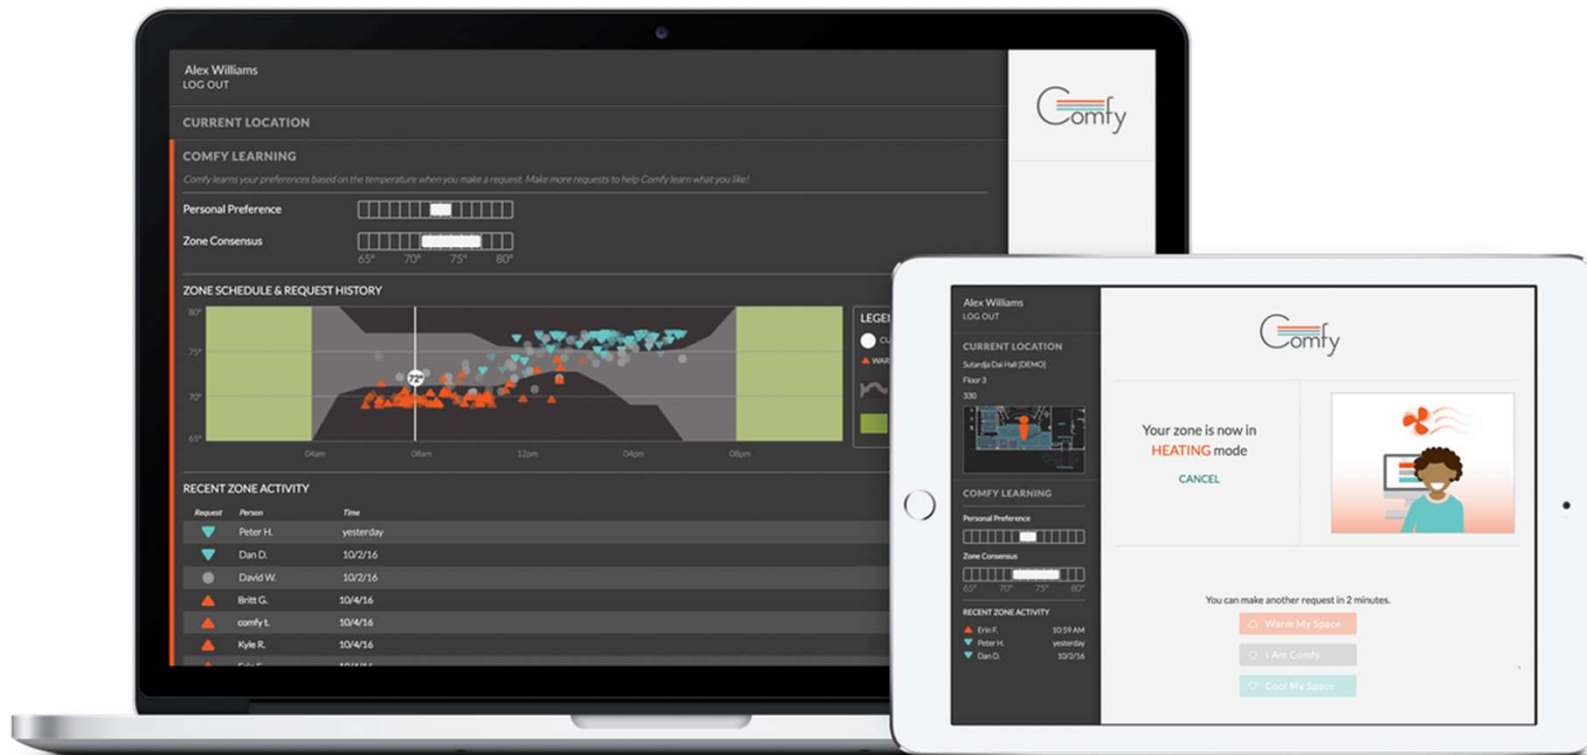 Alex Williams
LOG OUT
CURRENT LOCATION
COMFY LEARNING
Comfy learns your preferences based on the temperature when you make a request. Make more requests to help Comfy learn what you like!
Personal Preference
Zone Consensus
65° 70° 75° 80°
ZONE SCHEDULE & REQUEST HISTORY
80°
75°
70°
65°
72°
04am 08am 12pm 04pm 08pm
LEGE
CU
WAR
RECENT ZONE ACTIVITY
Request Person Time
Peter H. yesterday
Dan D. 10/2/16
David W. 10/2/16
Britt G. 10/4/16
comfy t. 10/4/16
Kyle R. 10/4/16
Comfy
Alex Williams
LOG OUT
CURRENT LOCATION
Sutardja Dai Hall [DEMO]
Floor 3
330
COMFY LEARNING
Personal Preference
Zone Consensus
65° 70° 75° 80°
RECENT ZONE ACTIVITY
Erin F. 10:59 AM
Peter H. yesterday
Dan D. 10/2/16
Comfy
Your zone is now in
HEATING mode
CANCEL
You can make another request in 2 minutes.
Warm My Space
I Am Comfy
Cool My Space